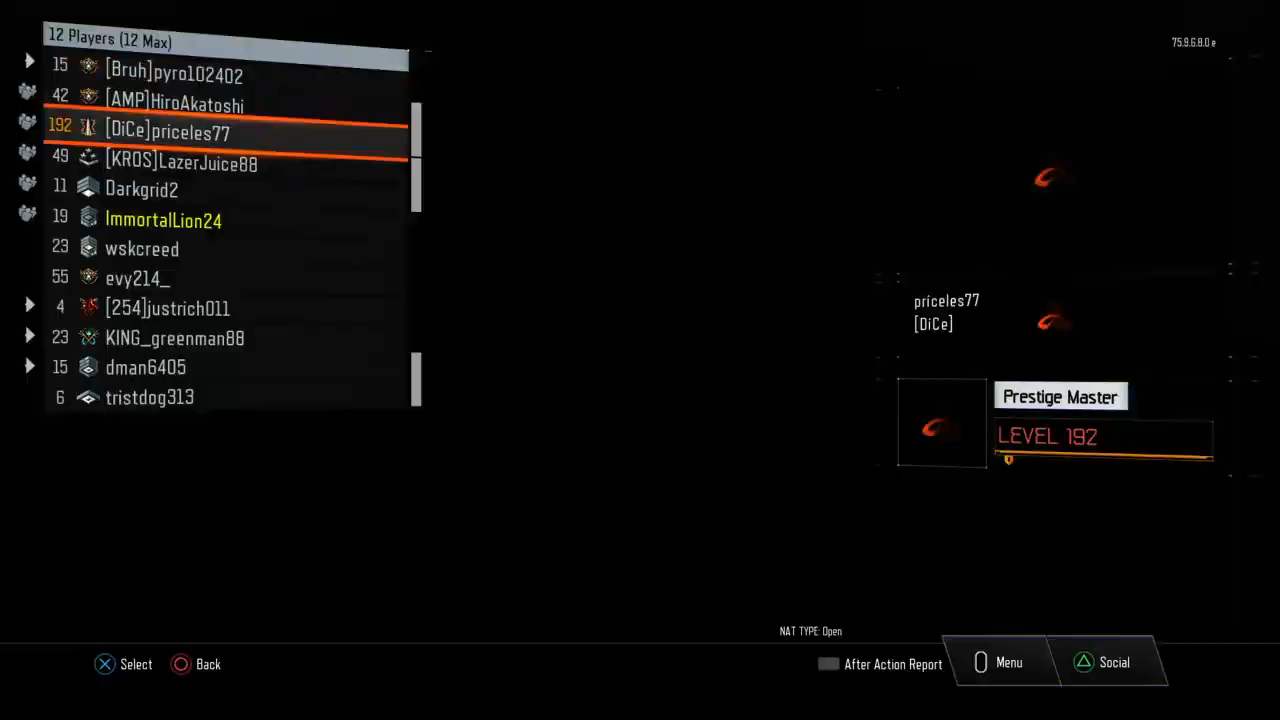 12 Players (12 Max)
75.9.6.8.0 e
15 [Bruh]pyro102402
42 [AMP]HiroAkatoshi
192 [DiCe]priceles77
49 [KROS]LazerJuice88
11 Darkgrid2
19 ImmortalLion24
23 wskcreed
55 evy214_
4 [254]justrich011
23 KING_greenman88
15 dman6405
6 tristdog313
priceles77
[DiCe]
Prestige Master
LEVEL 192
NAT TYPE: Open
Select Back After Action Report Menu Social